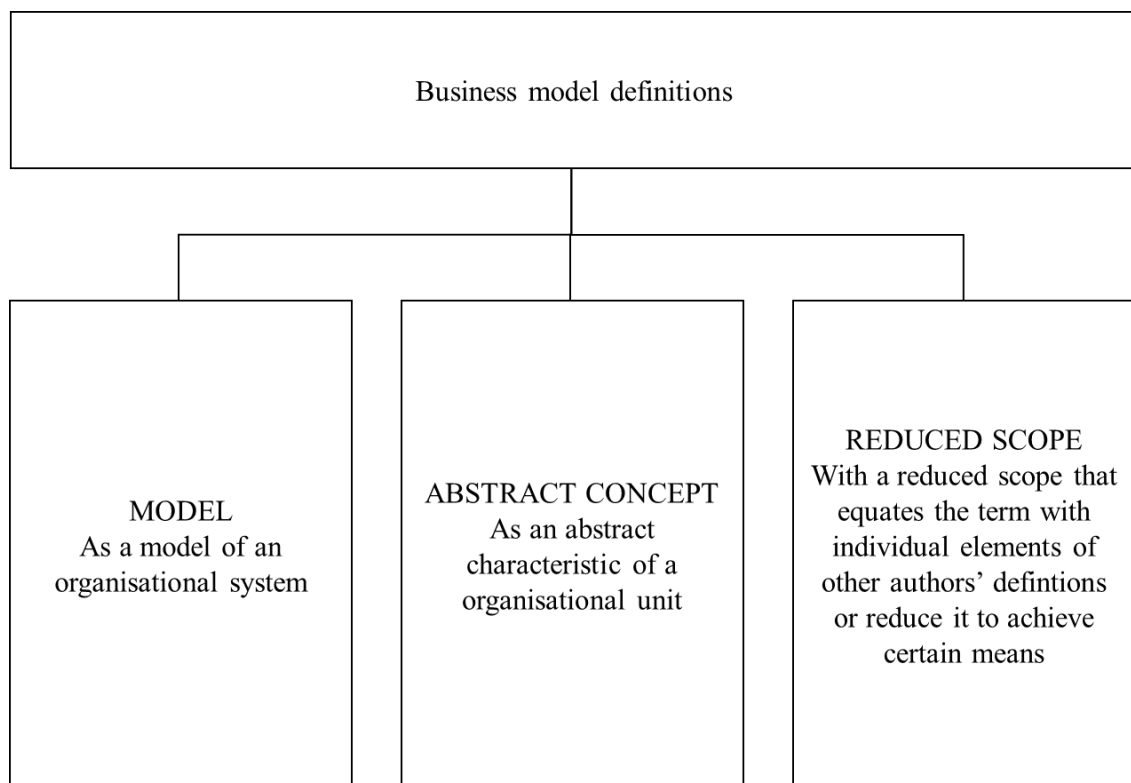 Business model definitions
MODEL
As a model of an
organisational system
ABSTRACT CONCEPT
As an abstract
characteristic of a
organisational unit
REDUCED SCOPE
With a reduced scope that
equates the term with
individual elements of
other authors’ defintions
or reduce it to achieve
certain means